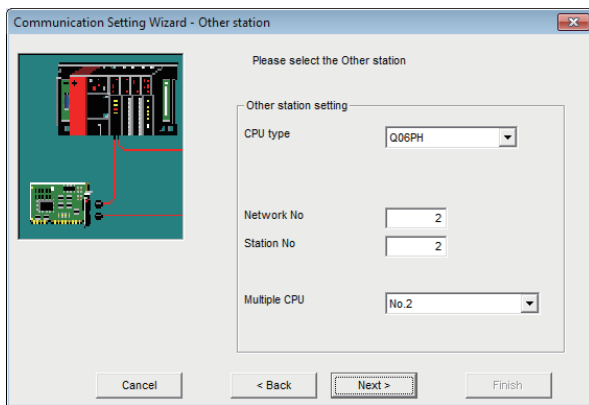 Communication Setting Wizard - Other station
Please select the Other station
Other station setting
CPU type
Q06PH
Network No
2
Station No
2
Multiple CPU
No.2
Cancel
< Back
Next >
Finish